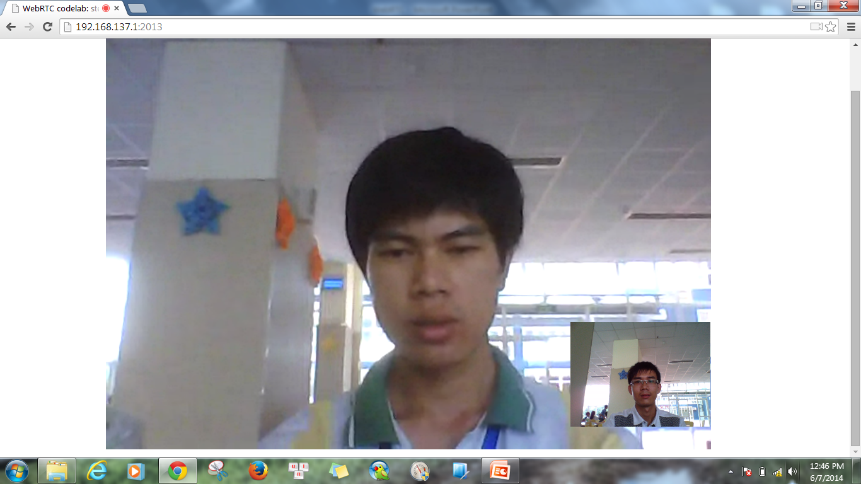 WebRTC codelab: st
192.168.137.1:2013
12:46 PM
6/7/2014